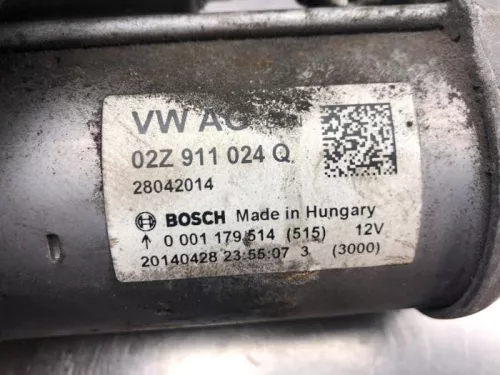 VW AG
02Z 911 024 Q
28042014
BOSCH Made in Hungary
↑ 0 001 179 514 (515) 12V
20140428 23:55:07 3 (3000)